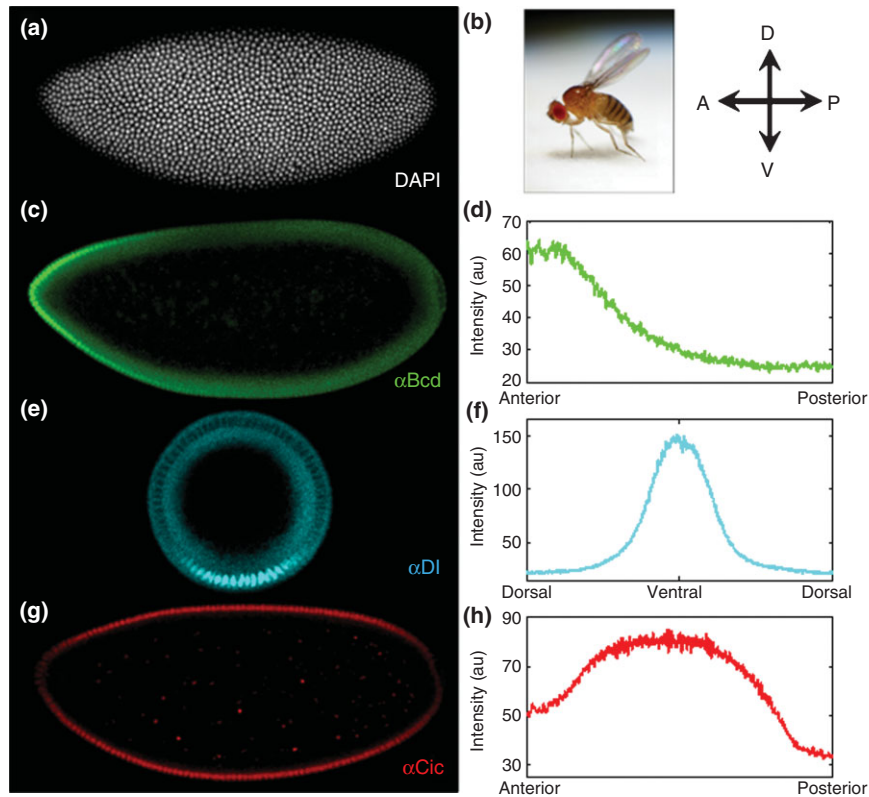 (a)
DAPI
(b)
D
A
P
V
(c)
αBcd
(d)
Intensity (au)
70
60
50
40
30
20
Anterior
Posterior
(e)
αDl
(f)
Intensity (au)
150
100
50
Dorsal
Ventral
Dorsal
(g)
αCic
(h)
Intensity (au)
90
70
50
30
Anterior
Posterior